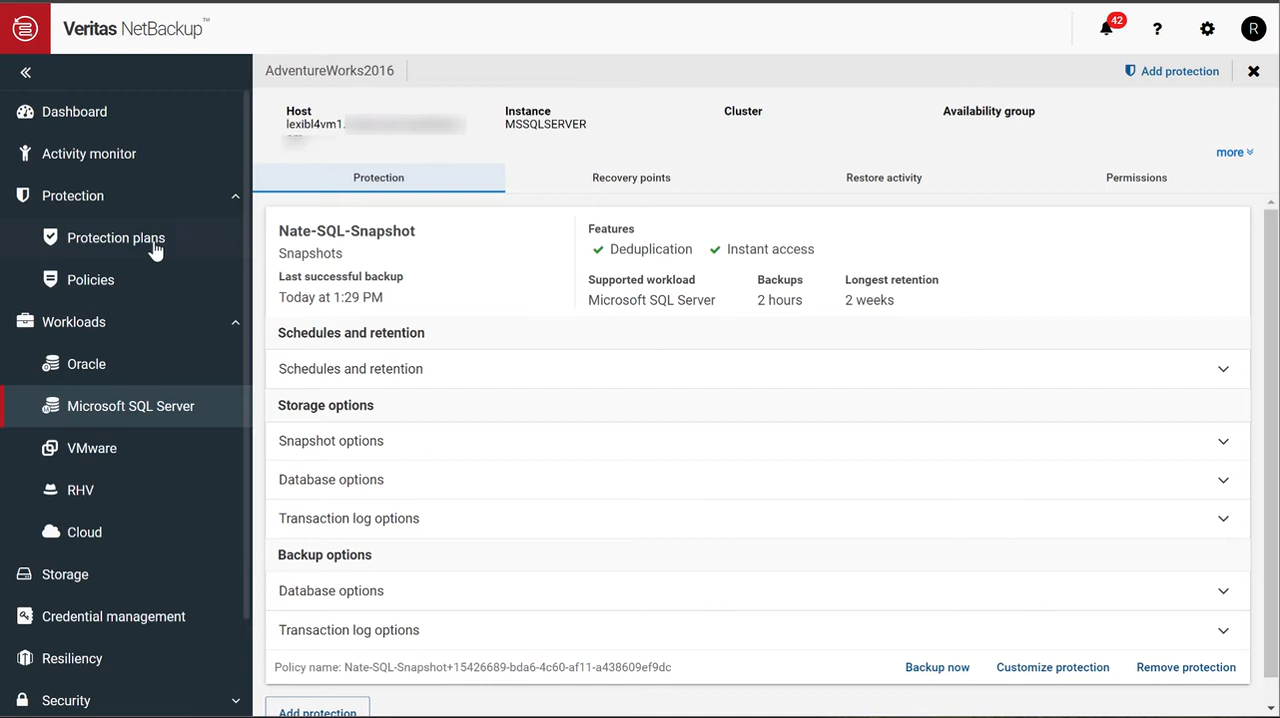 Veritas NetBackup™
42
?
R
Dashboard
Activity monitor
Protection
Protection plans
Policies
Workloads
Oracle
Microsoft SQL Server
VMware
RHV
Cloud
Storage
Credential management
Resiliency
Security
AdventureWorks2016
Add protection
Host
lexibl4vm1.
Instance
MSSQLSERVER
Cluster
Availability group
more
Protection
Recovery points
Restore activity
Permissions
Nate-SQL-Snapshot
Snapshots
Last successful backup
Today at 1:29 PM
Features
Deduplication
Instant access
Supported workload
Microsoft SQL Server
Backups
2 hours
Longest retention
2 weeks
Schedules and retention
Schedules and retention
Storage options
Snapshot options
Database options
Transaction log options
Backup options
Database options
Transaction log options
Policy name: Nate-SQL-Snapshot+15426689-bda6-4c60-af11-a438609ef9dc
Backup now
Customize protection
Remove protection
Add protection